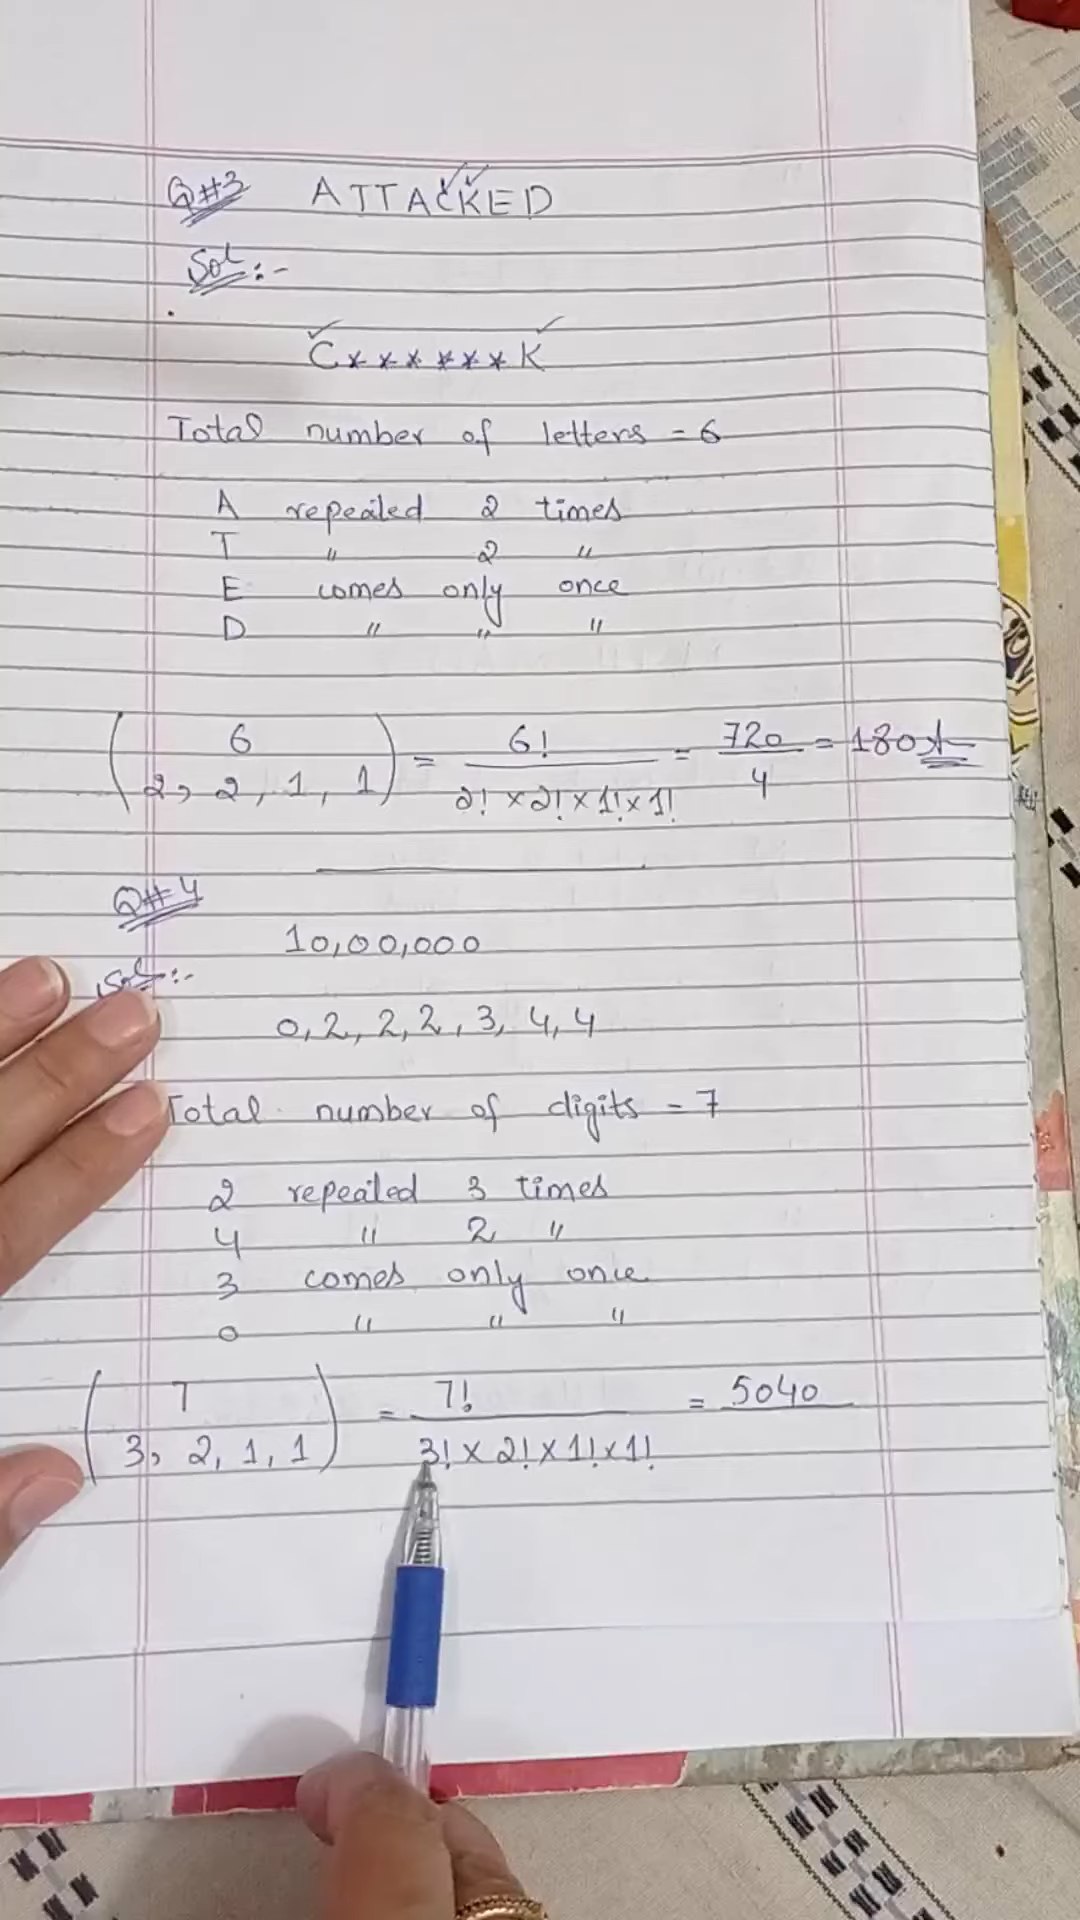 Q#3 ATTACKED
Sol:-
C******K
Total number of letters = 6
A repealed 2 times
T " 2 "
E comes only once
D " " "
( 6 2, 2, 1, 1 ) = 6! / 2! × 2! × 1! × 1! = 720 / 4 = 180
Q#4
10,00,000
Sol:-
0, 2, 2, 2, 3, 4, 4
Total number of digits = 7
2 repealed 3 times
4 " 2 "
3 comes only once
0 " " "
( 7 3, 2, 1, 1 ) = 7! / 3! × 2! × 1! × 1! = 5040